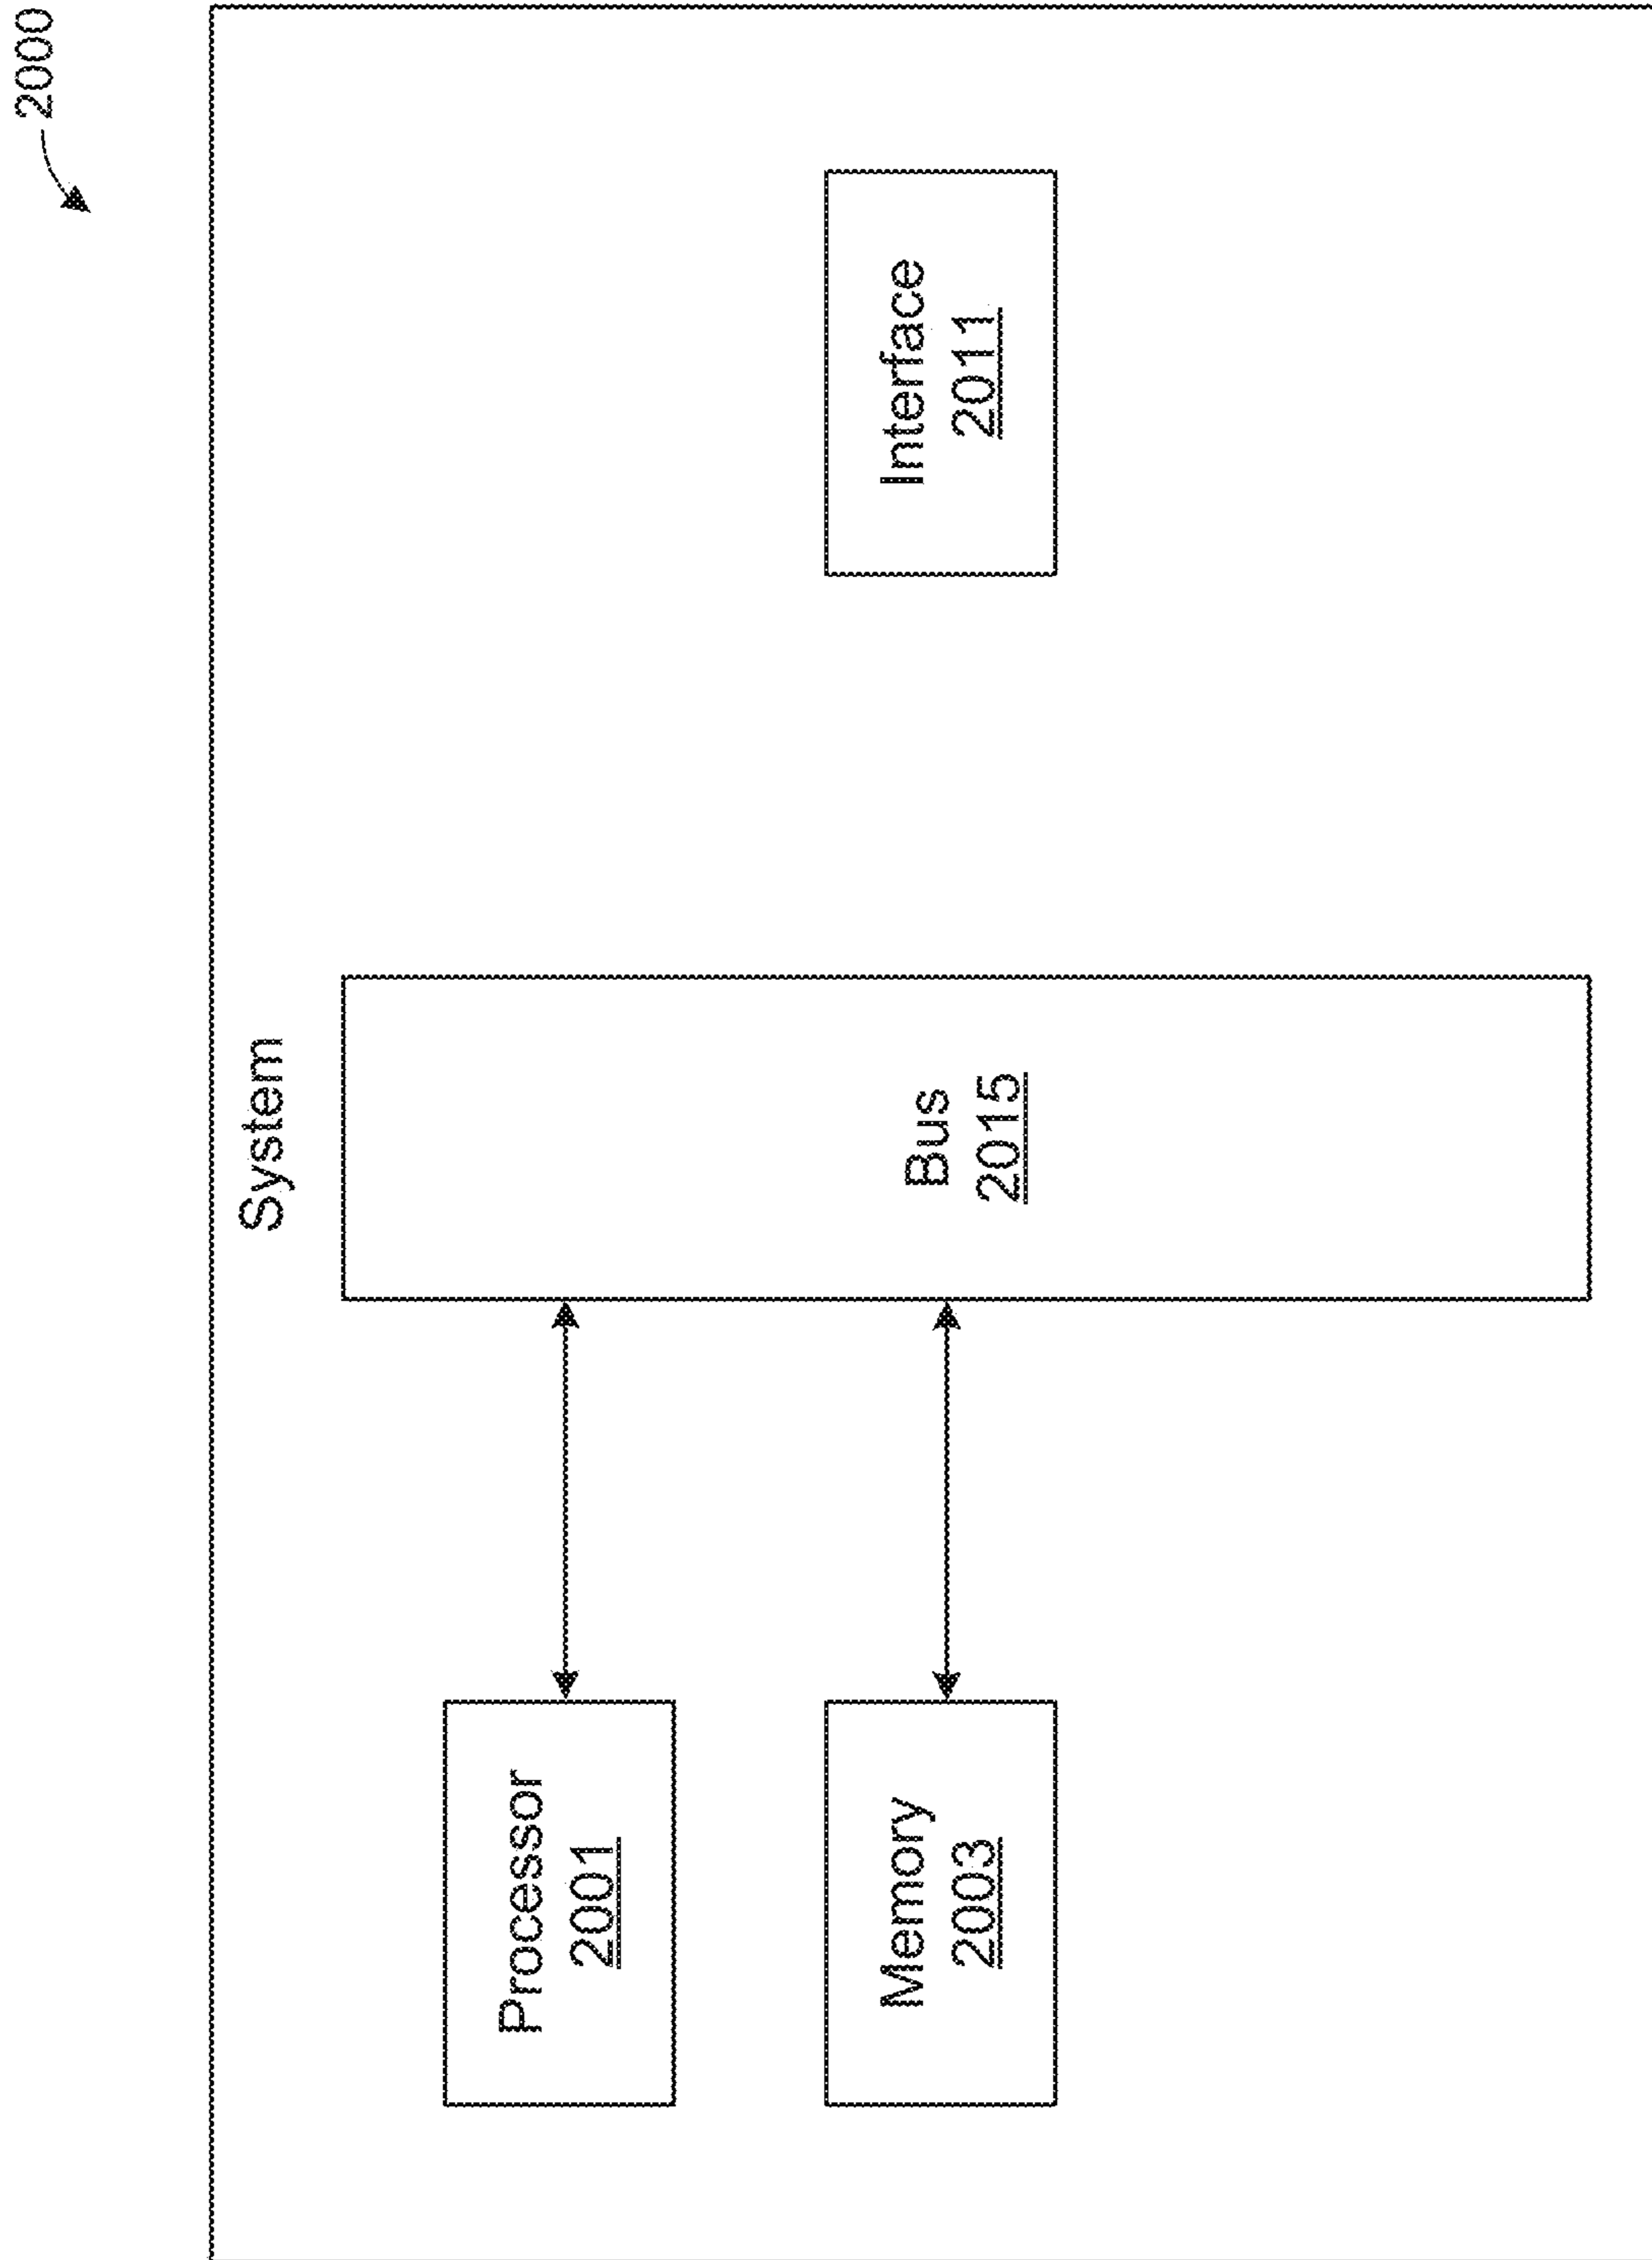 2000
System
Processor
2001
Memory
2003
Bus
2015
Interface
2011